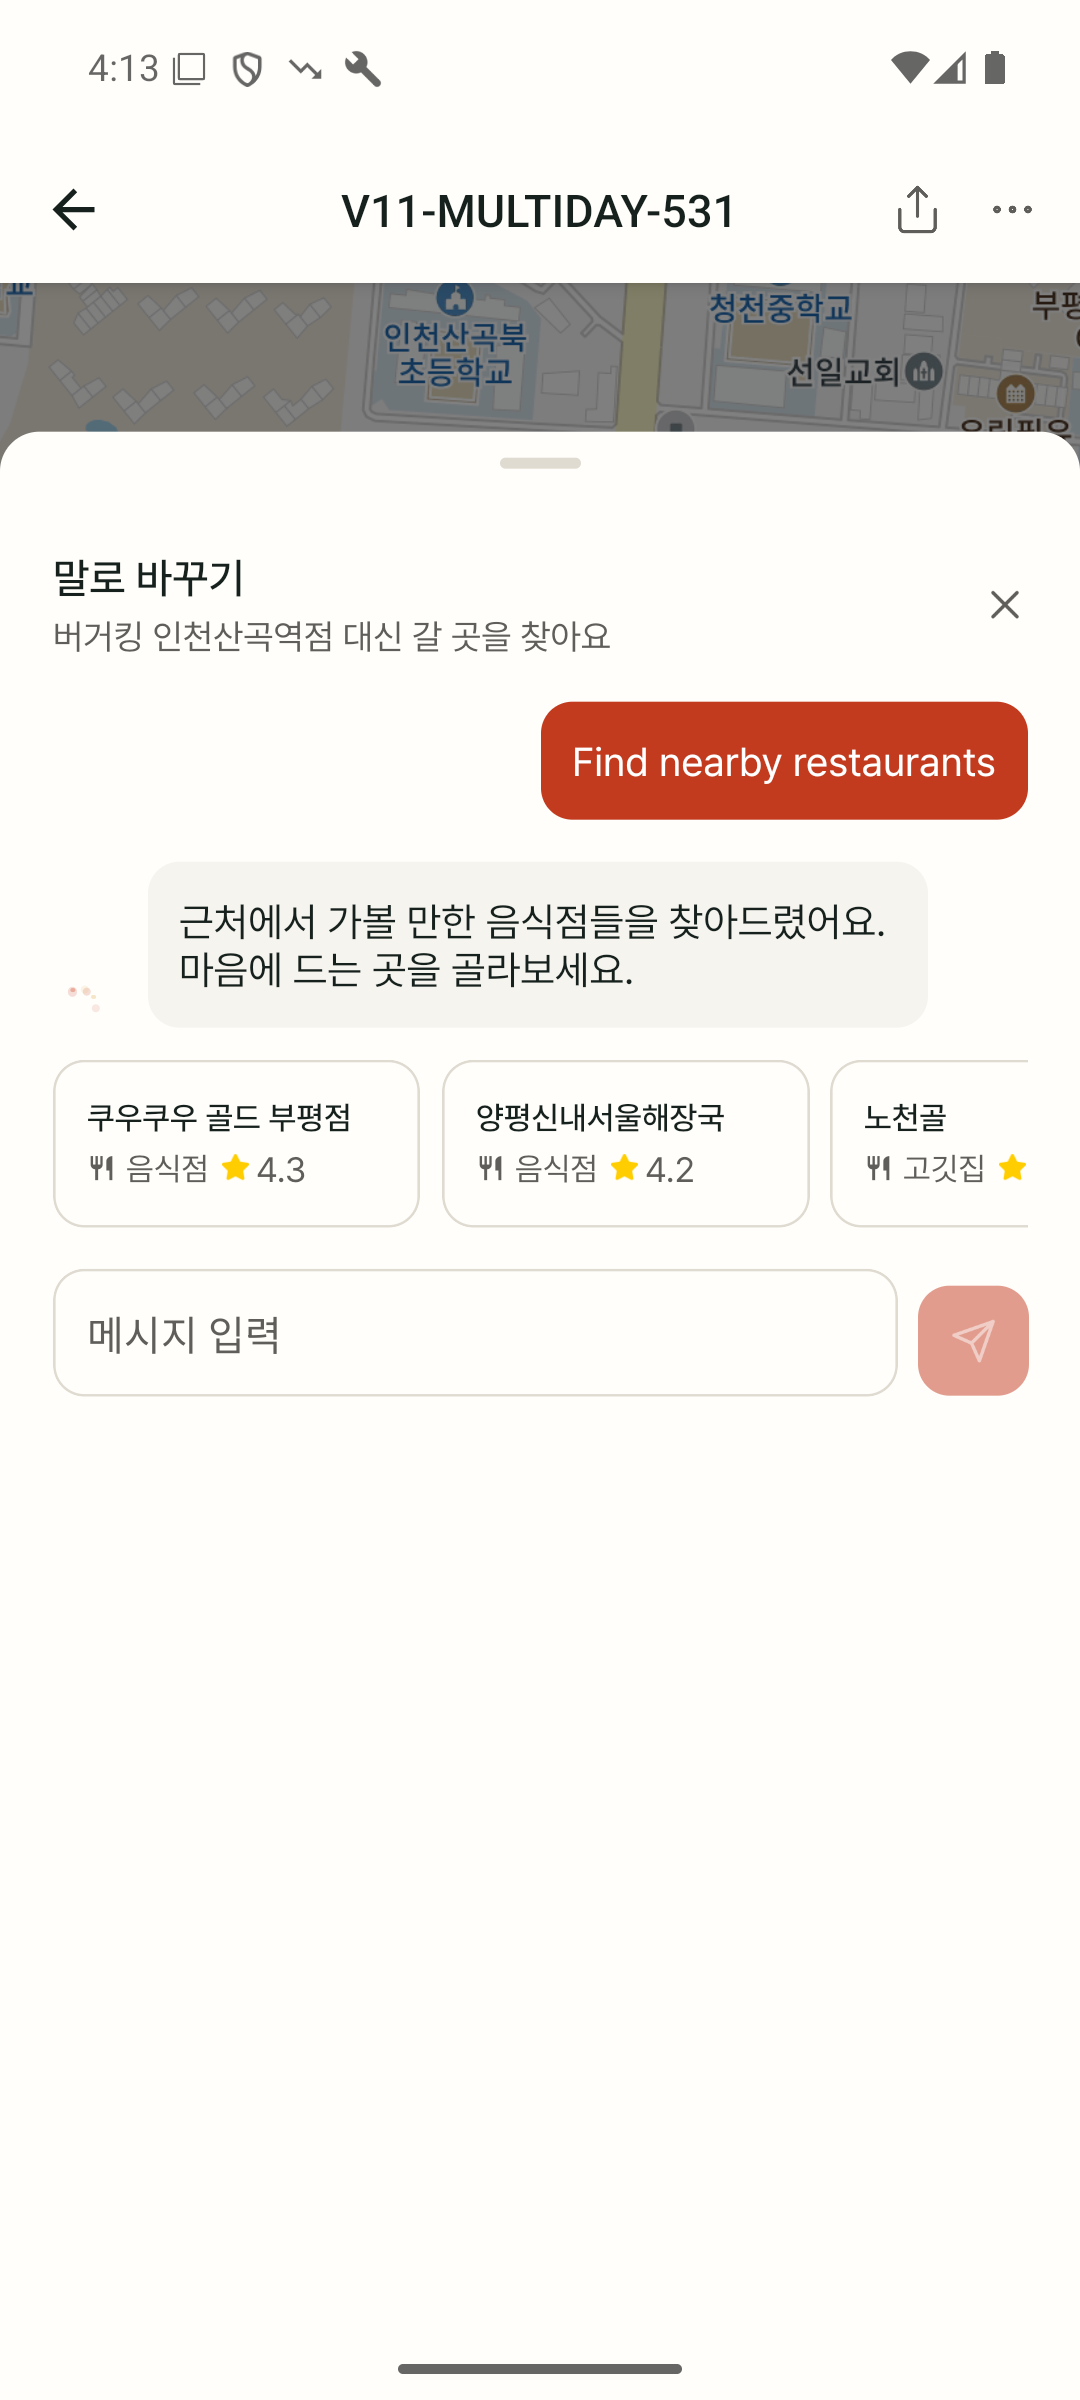 4:13
V11-MULTIDAY-531
교
인천산곡북
초등학교
청천중학교
선일교회
부평
말로 바꾸기
버거킹 인천산곡역점 대신 갈 곳을 찾아요
Find nearby restaurants
근처에서 가볼 만한 음식점들을 찾아드렸어요.
마음에 드는 곳을 골라보세요.
쿠우쿠우 골드 부평점
음식점 4.3
양평신내서울해장국
음식점 4.2
노천골
고깃집
메시지 입력